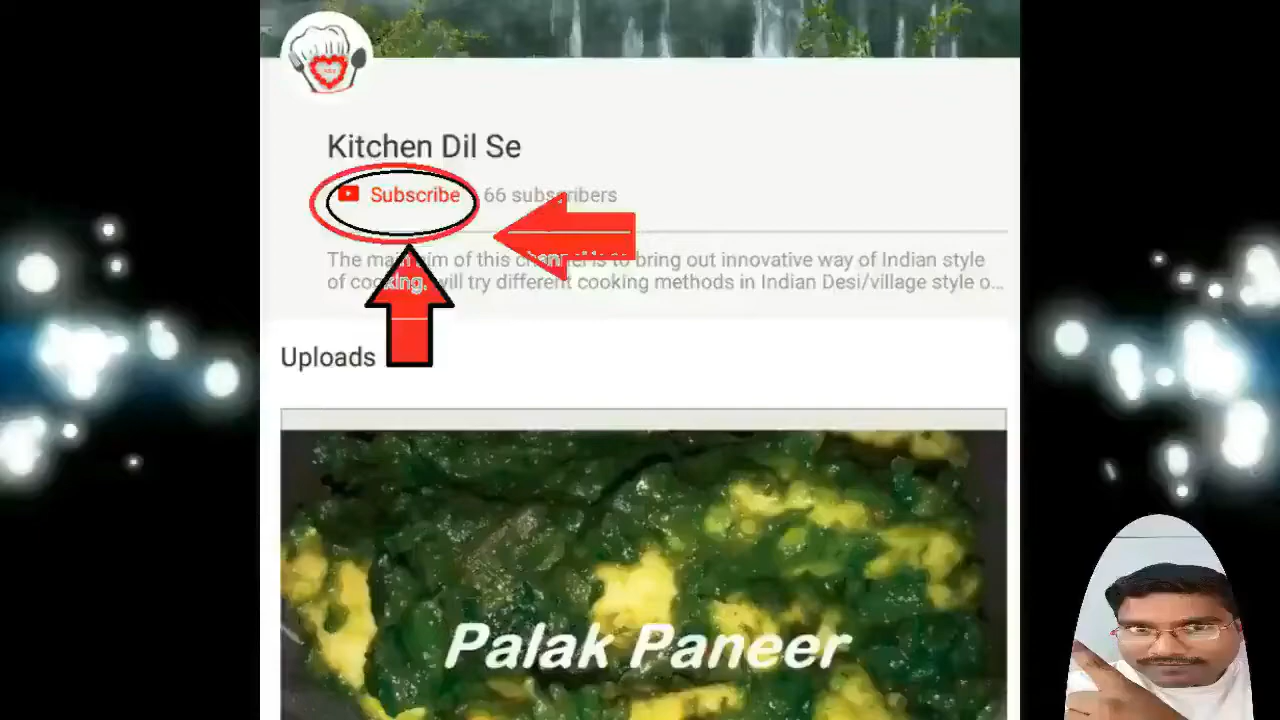 Kitchen Dil Se
Subscribe 66 subscribers
The main aim of this channel is to bring out innovative way of Indian style
of cooking. will try different cooking methods in Indian Desi/village style o...
Uploads
Palak Paneer